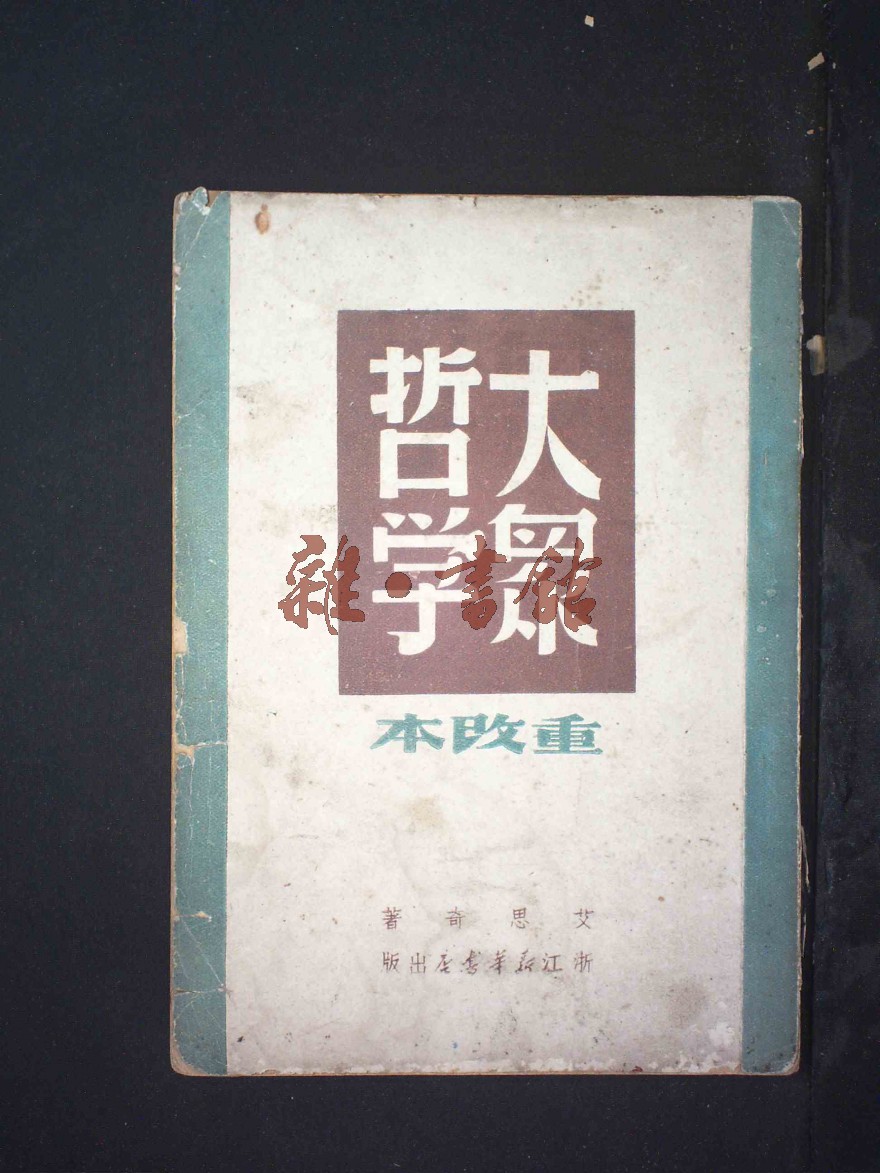 大眾
哲学
重改本
艾思奇著
浙江新华書店出版
雜·書館